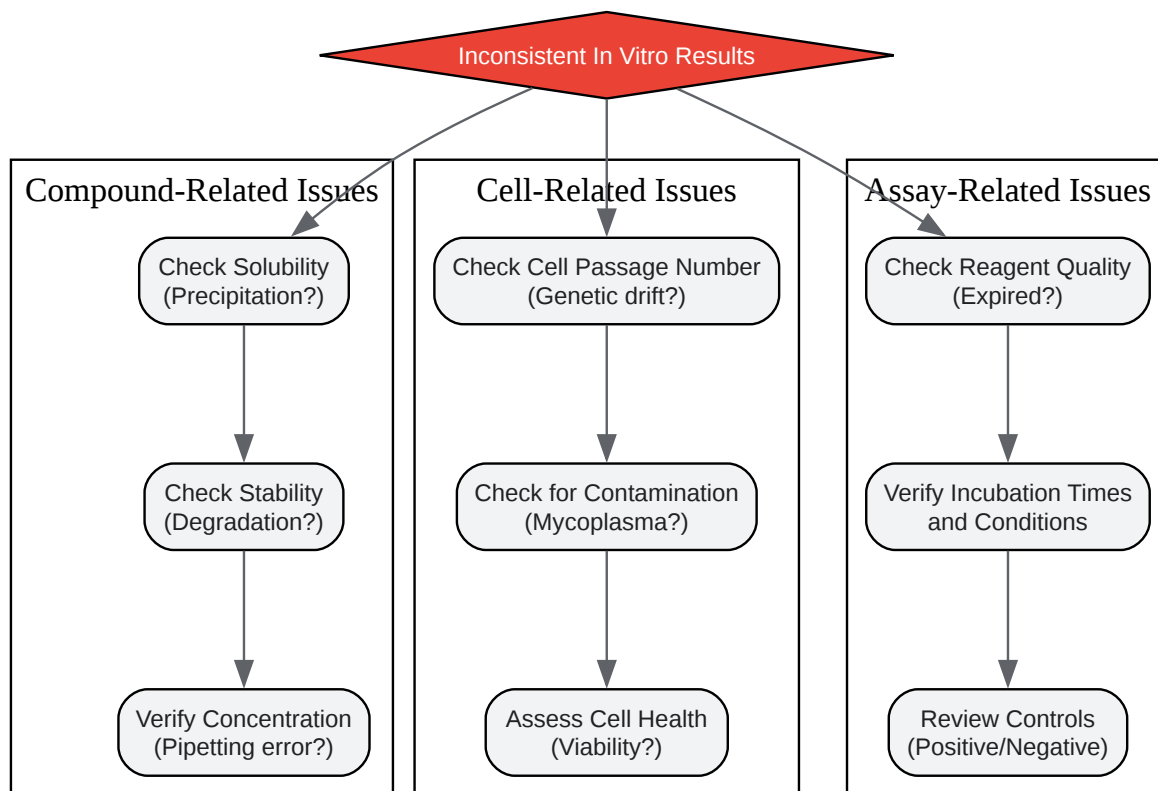 Inconsistent In Vitro Results
Compound-Related Issues
Check Solubility
(Precipitation?)
Check Stability
(Degradation?)
Verify Concentration
(Pipetting error?)
Cell-Related Issues
Check Cell Passage Number
(Genetic drift?)
Check for Contamination
(Mycoplasma?)
Assess Cell Health
(Viability?)
Assay-Related Issues
Check Reagent Quality
(Expired?)
Verify Incubation Times
and Conditions
Review Controls
(Positive/Negative)